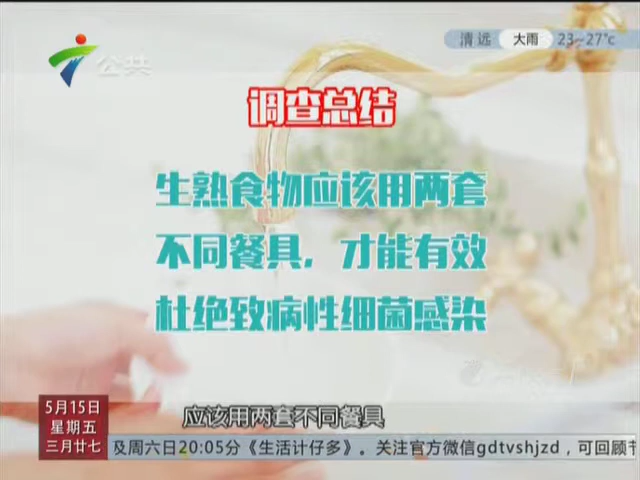 公共
清远 大雨 23~27℃
调查总结
生熟食物应该用两套
不同餐具，才能有效
杜绝致病性细菌感染
应该用两套不同餐具
5月15日
星期五
三月廿七
及周六日20:05分《生活计仔多》。关注官方微信gdtvshjzd，可回顾节